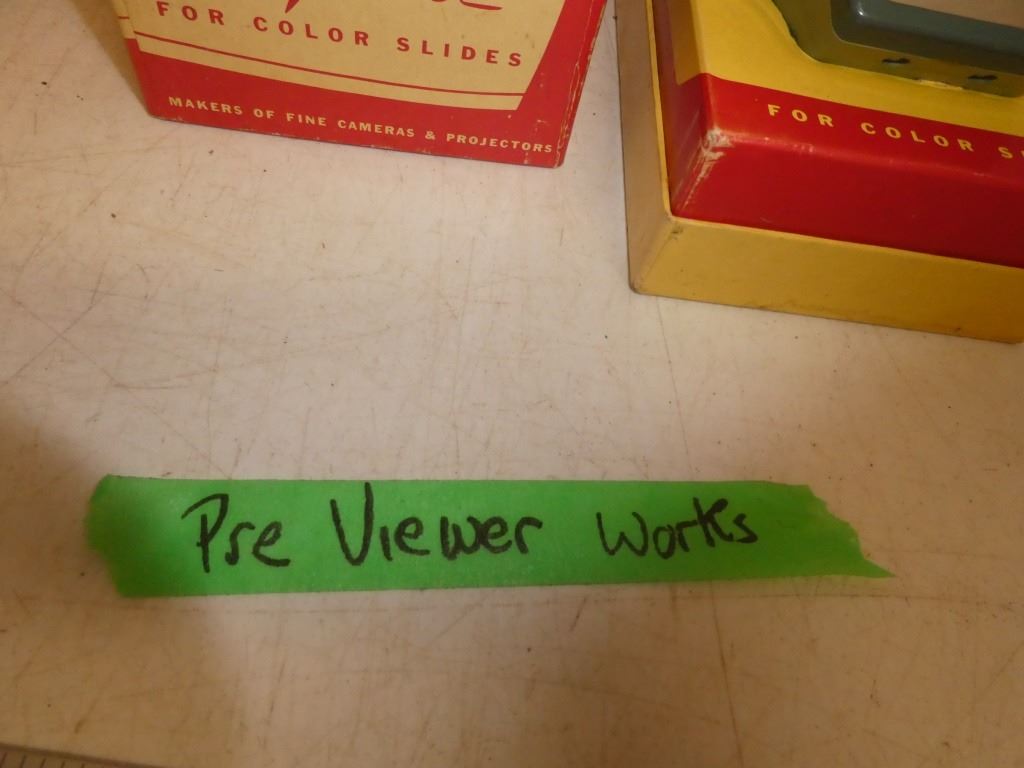 FOR COLOR SLIDES
MAKERS OF FINE CAMERAS & PROJECTORS
FOR COLOR
Pre Viewer Works